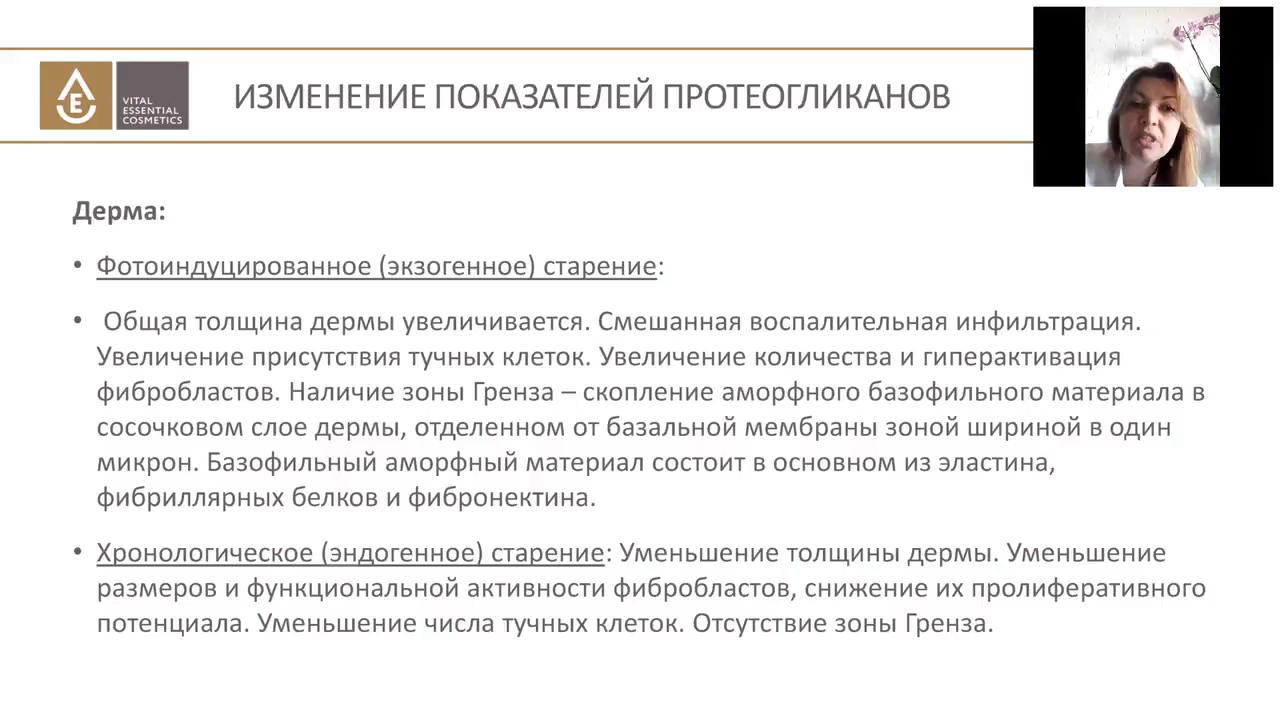 VITAL
ESSENTIAL
COSMETICS
ИЗМЕНЕНИЕ ПОКАЗАТЕЛЕЙ ПРОТЕОГЛИКАНОВ
Дерма:
• Фотоиндуцированное (экзогенное) старение:
• Общая толщина дермы увеличивается. Смешанная воспалительная инфильтрация.
Увеличение присутствия тучных клеток. Увеличение количества и гиперактивация
фибробластов. Наличие зоны Гренза – скопление аморфного базофильного материала в
сосочковом слое дермы, отделенном от базальной мембраны зоной шириной в один
микрон. Базофильный аморфный материал состоит в основном из эластина,
фибриллярных белков и фибронектина.
• Хронологическое (эндогенное) старение: Уменьшение толщины дермы. Уменьшение
размеров и функциональной активности фибробластов, снижение их пролиферативного
потенциала. Уменьшение числа тучных клеток. Отсутствие зоны Гренза.